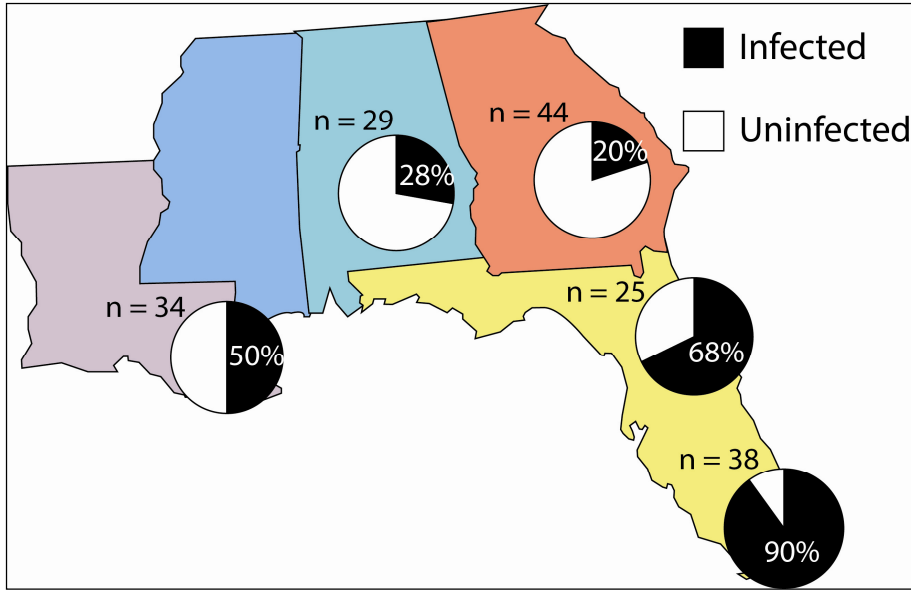 Infected
Uninfected
n = 29
28%
n = 44
20%
n = 34
50%
n = 25
68%
n = 38
90%